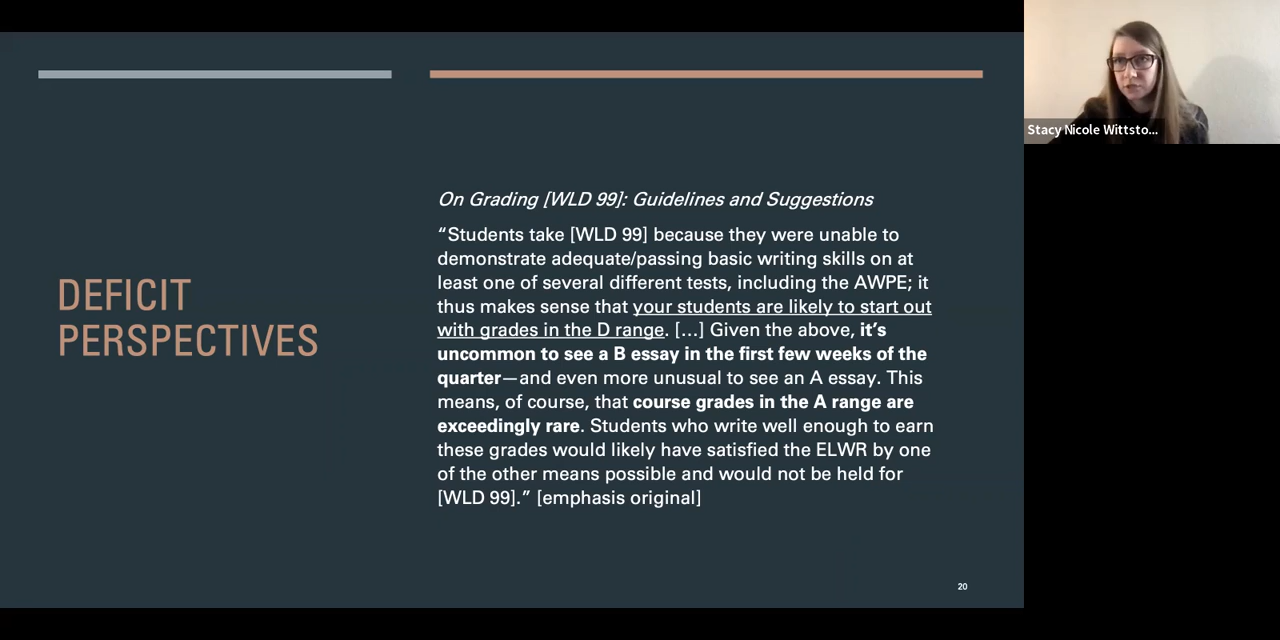 DEFICIT
PERSPECTIVES
On Grading [WLD 99]: Guidelines and Suggestions
“Students take [WLD 99] because they were unable to
demonstrate adequate/passing basic writing skills on at
least one of several different tests, including the AWPE; it
thus makes sense that your students are likely to start out
with grades in the D range. […] Given the above, it’s
uncommon to see a B essay in the first few weeks of the
quarter—and even more unusual to see an A essay. This
means, of course, that course grades in the A range are
exceedingly rare. Students who write well enough to earn
these grades would likely have satisfied the ELWR by one
of the other means possible and would not be held for
[WLD 99].” [emphasis original]
20
Stacy Nicole Wittsto...